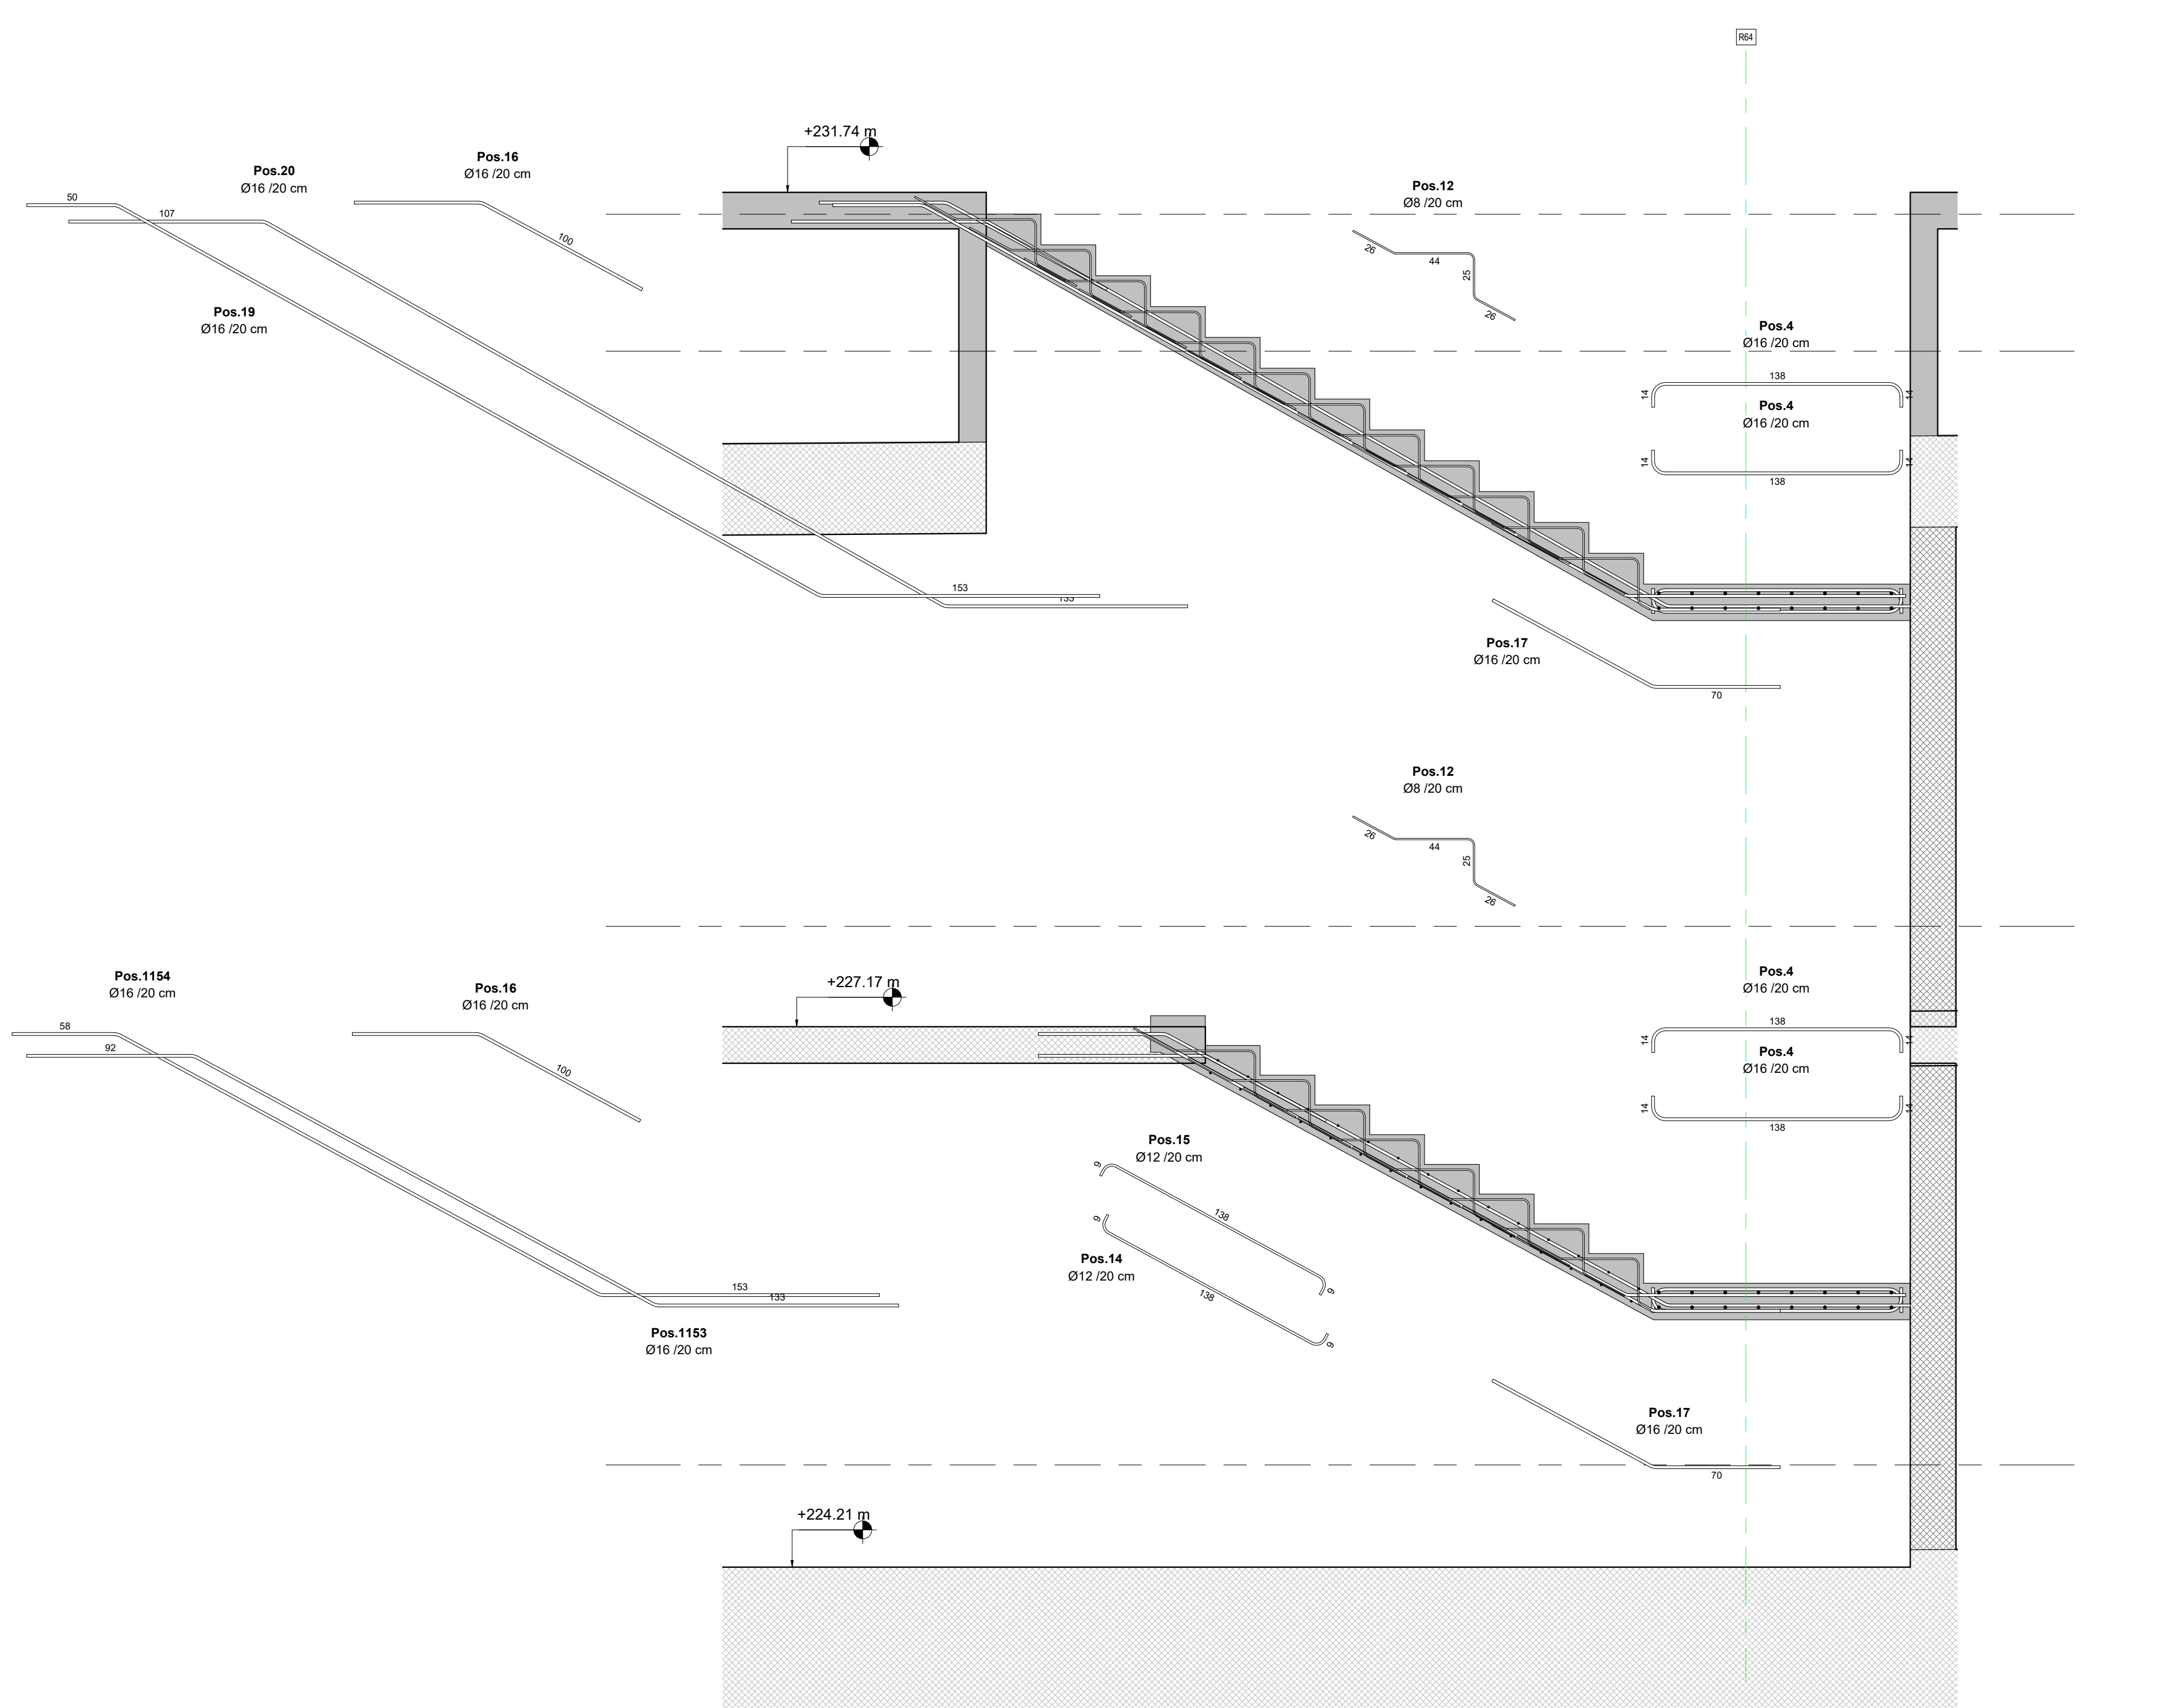 R64
+231.74 m
Pos.16
Ø16 /20 cm
Pos.20
Ø16 /20 cm
50
107
100
Pos.19
Ø16 /20 cm
153
133
Pos.12
Ø8 /20 cm
26
44
25
26
Pos.4
Ø16 /20 cm
138
14
14
Pos.4
Ø16 /20 cm
14
14
138
Pos.17
Ø16 /20 cm
70
Pos.12
Ø8 /20 cm
26
44
25
26
Pos.1154
Ø16 /20 cm
58
92
Pos.16
Ø16 /20 cm
100
+227.17 m
Pos.4
Ø16 /20 cm
138
14
14
Pos.4
Ø16 /20 cm
14
14
138
Pos.15
Ø12 /20 cm
9
138
9
9
Pos.14
Ø12 /20 cm
138
9
153
133
Pos.1153
Ø16 /20 cm
Pos.17
Ø16 /20 cm
70
+224.21 m